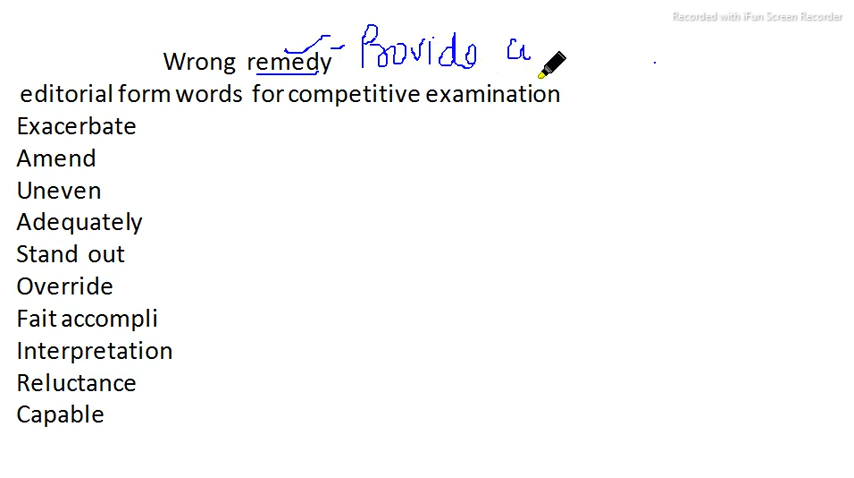 Recorded with iFun Screen Recorder
Wrong remedy - Provide a
editorial form words for competitive examination
Exacerbate
Amend
Uneven
Adequately
Stand out
Override
Fait accompli
Interpretation
Reluctance
Capable